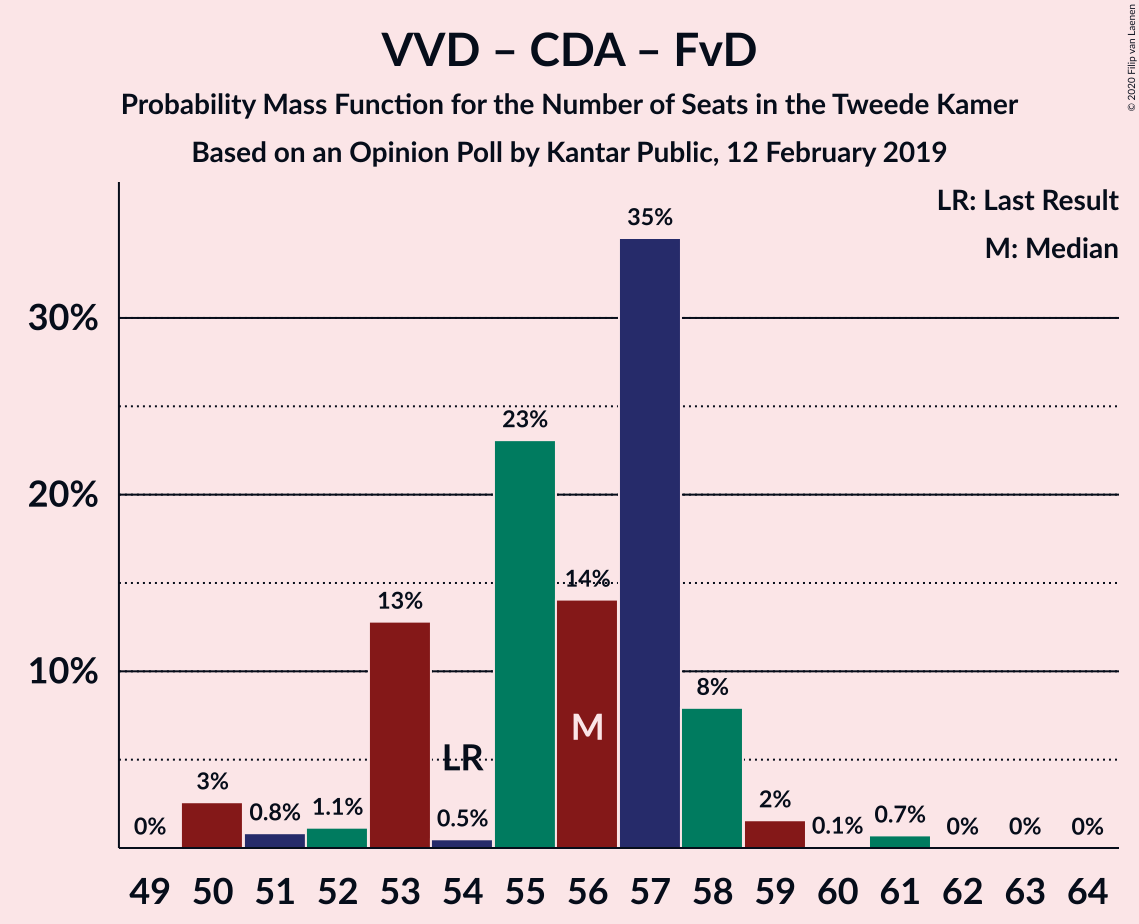 VVD – CDA – FvD
Probability Mass Function for the Number of Seats in the Tweede Kamer
Based on an Opinion Poll by Kantar Public, 12 February 2019
© 2020 Filip van Laenen
LR: Last Result
M: Median
35%
30%
23%
20%
14%
13%
10%
8%
M
LR
3%
2%
0%
0.8%
1.1%
0.5%
0.1%
0.7%
0%
0%
0%
49 50 51 52 53 54 55 56 57 58 59 60 61 62 63 64